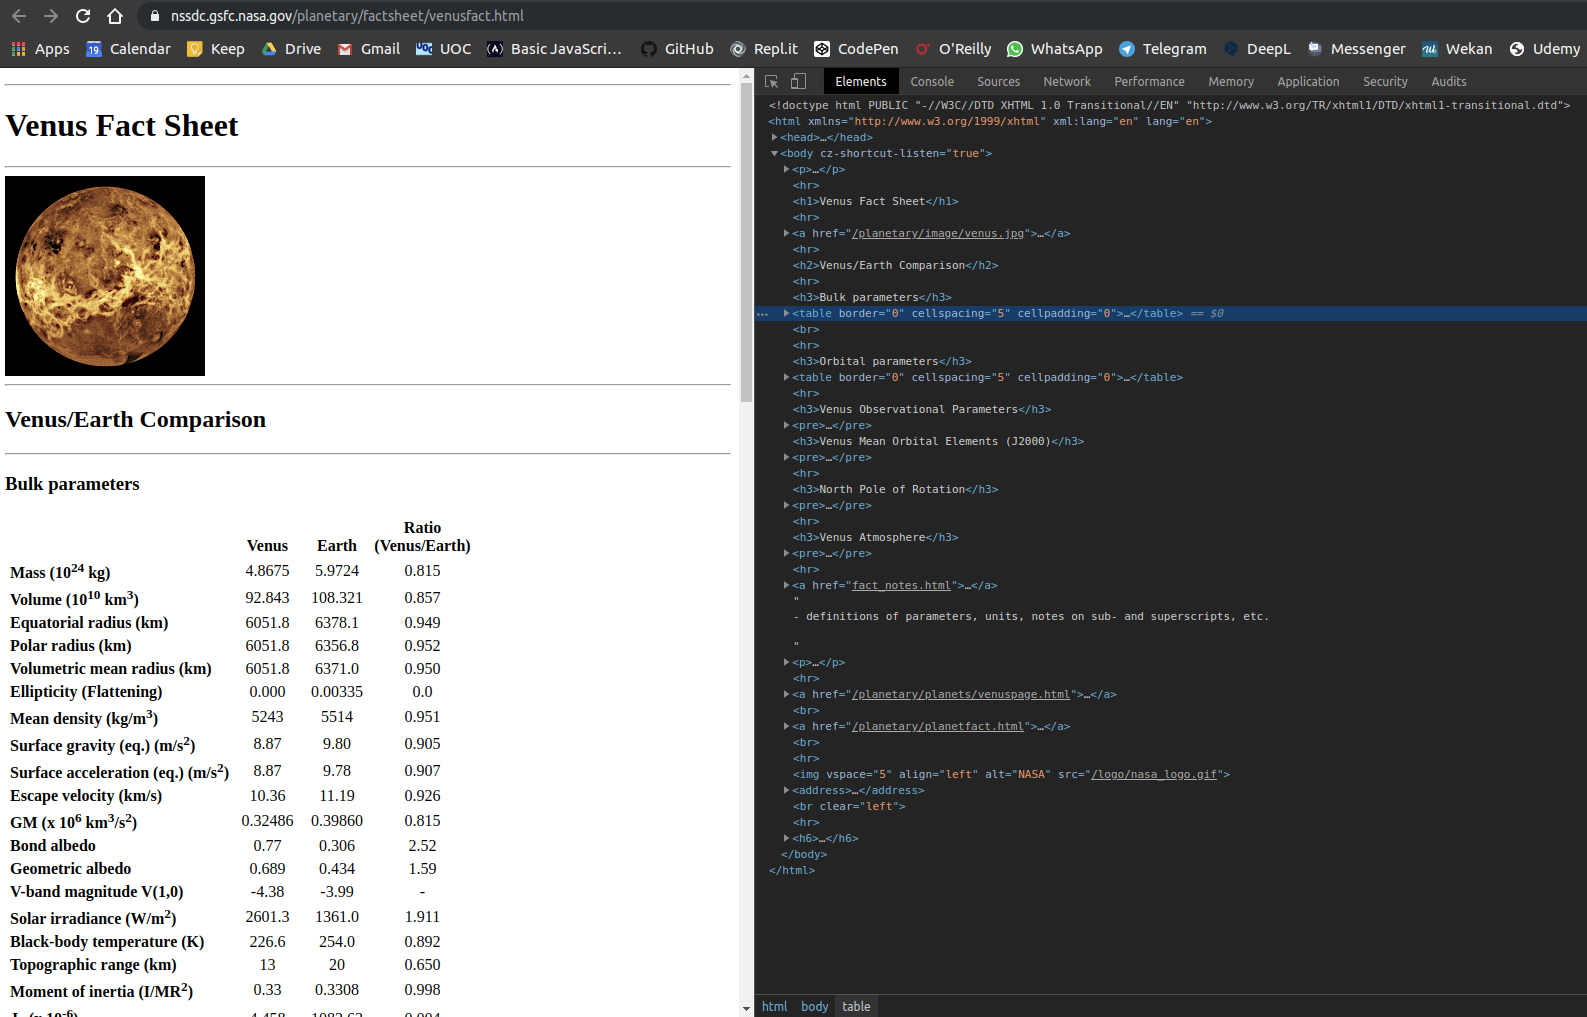 nssdc.gsfc.nasa.gov/planetary/factsheet/venusfact.html
Apps Calendar Keep Drive Gmail UOC Basic JavaScri... GitHub Repl.it CodePen O'Reilly WhatsApp Telegram DeepL Messenger Wekan Udemy
Venus Fact Sheet
Venus/Earth Comparison
Bulk parameters
Ratio
Venus Earth (Venus/Earth)
Mass (10^24 kg) 4.8675 5.9724 0.815
Volume (10^10 km^3) 92.843 108.321 0.857
Equatorial radius (km) 6051.8 6378.1 0.949
Polar radius (km) 6051.8 6356.8 0.952
Volumetric mean radius (km) 6051.8 6371.0 0.950
Ellipticity (Flattening) 0.000 0.00335 0.0
Mean density (kg/m^3) 5243 5514 0.951
Surface gravity (eq.) (m/s^2) 8.87 9.80 0.905
Surface acceleration (eq.) (m/s^2) 8.87 9.78 0.907
Escape velocity (km/s) 10.36 11.19 0.926
GM (x 10^6 km^3/s^2) 0.32486 0.39860 0.815
Bond albedo 0.77 0.306 2.52
Geometric albedo 0.689 0.434 1.59
V-band magnitude V(1,0) -4.38 -3.99 -
Solar irradiance (W/m^2) 2601.3 1361.0 1.911
Black-body temperature (K) 226.6 254.0 0.892
Topographic range (km) 13 20 0.650
Moment of inertia (I/MR^2) 0.33 0.3308 0.998
Elements Console Sources Network Performance Memory Application Security Audits
<!doctype html PUBLIC "-//W3C//DTD XHTML 1.0 Transitional//EN" "http://www.w3.org/TR/xhtml1/DTD/xhtml1-transitional.dtd">
<html xmlns="http://www.w3.org/1999/xhtml" xml:lang="en" lang="en">
<head>…</head>
<body cz-shortcut-listen="true">
<p>…</p>
<hr>
<h1>Venus Fact Sheet</h1>
<hr>
<a href="/planetary/image/venus.jpg">…</a>
<hr>
<h2>Venus/Earth Comparison</h2>
<hr>
<h3>Bulk parameters</h3>
<table border="0" cellspacing="5" cellpadding="0">…</table> == $0
<br>
<hr>
<h3>Orbital parameters</h3>
<table border="0" cellspacing="5" cellpadding="0">…</table>
<hr>
<h3>Venus Observational Parameters</h3>
<pre>…</pre>
<h3>Venus Mean Orbital Elements (J2000)</h3>
<pre>…</pre>
<hr>
<h3>North Pole of Rotation</h3>
<pre>…</pre>
<hr>
<h3>Venus Atmosphere</h3>
<pre>…</pre>
<hr>
<a href="fact_notes.html">…</a>
"
- definitions of parameters, units, notes on sub- and superscripts, etc.
"
<p>…</p>
<hr>
<a href="/planetary/planets/venuspage.html">…</a>
<br>
<a href="/planetary/planetfact.html">…</a>
<br>
<hr>
<img vspace="5" align="left" alt="NASA" src="/logo/nasa_logo.gif">
<address>…</address>
<br clear="left">
<hr>
<h6>…</h6>
</body>
</html>
html body table